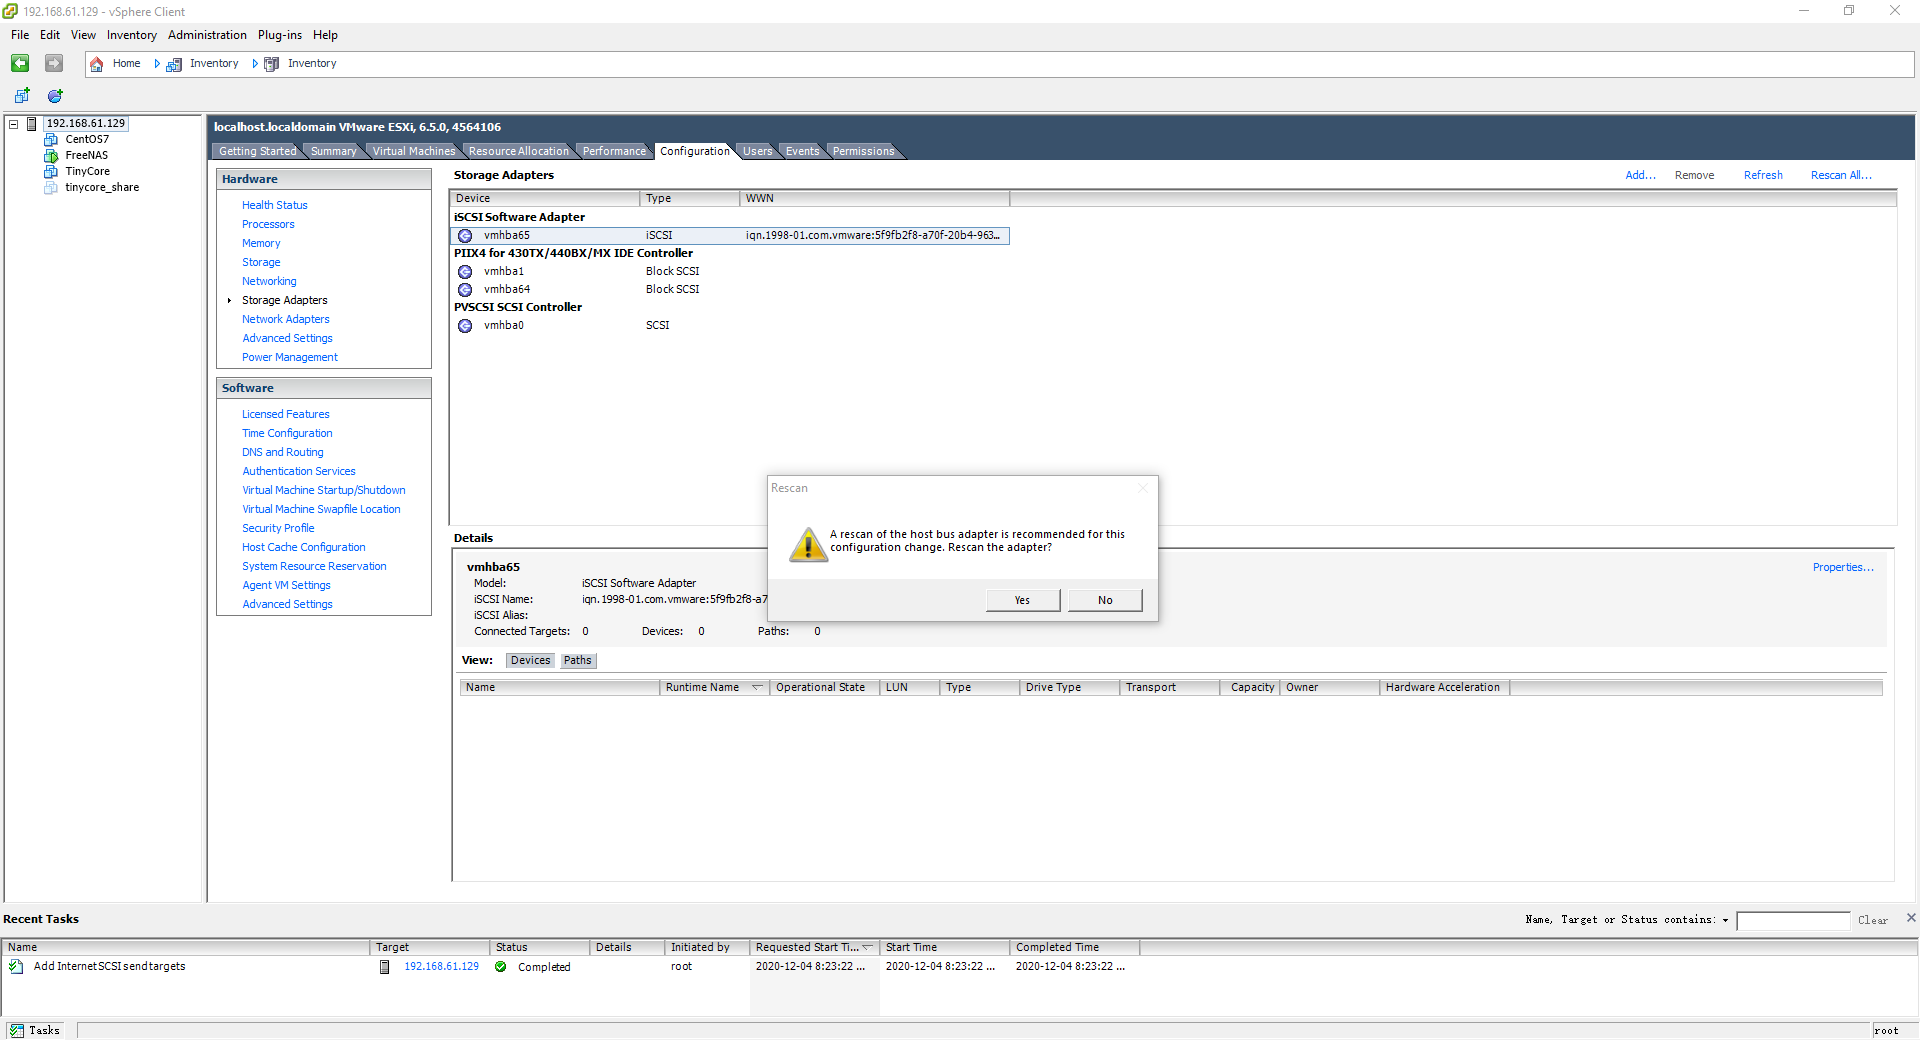 192.168.61.129 - vSphere Client
File Edit View Inventory Administration Plug-ins Help
Home Inventory Inventory
192.168.61.129
CentOS7
FreeNAS
TinyCore
tinycore_share
localhost.localdomain VMware ESXi, 6.5.0, 4564106
Getting Started Summary Virtual Machines Resource Allocation Performance Configuration Users Events Permissions
Hardware
Health Status
Processors
Memory
Storage
Networking
Storage Adapters
Network Adapters
Advanced Settings
Power Management
Software
Licensed Features
Time Configuration
DNS and Routing
Authentication Services
Virtual Machine Startup/Shutdown
Virtual Machine Swapfile Location
Security Profile
Host Cache Configuration
System Resource Reservation
Agent VM Settings
Advanced Settings
Storage Adapters
Add... Remove Refresh Rescan All...
Device Type WWN
iSCSI Software Adapter
vmhba65 iSCSI iqn.1998-01.com.vmware:5f9fb2f8-a70f-20b4-963...
PIIX4 for 430TX/440BX/MX IDE Controller
vmhba1 Block SCSI
vmhba64 Block SCSI
PVSCSI SCSI Controller
vmhba0 SCSI
Rescan
A rescan of the host bus adapter is recommended for this
configuration change. Rescan the adapter?
Yes No
Details
vmhba65
Properties...
Model: iSCSI Software Adapter
iSCSI Name: iqn.1998-01.com.vmware:5f9fb2f8-a7
iSCSI Alias:
Connected Targets: 0 Devices: 0 Paths: 0
View: Devices Paths
Name Runtime Name Operational State LUN Type Drive Type Transport Capacity Owner Hardware Acceleration
Recent Tasks
Name, Target or Status contains: Clear
Name Target Status Details Initiated by Requested Start Ti... Start Time Completed Time
Add InternetSCSI send targets 192.168.61.129 Completed root 2020-12-04 8:23:22 ... 2020-12-04 8:23:22 ... 2020-12-04 8:23:22 ...
Tasks
root